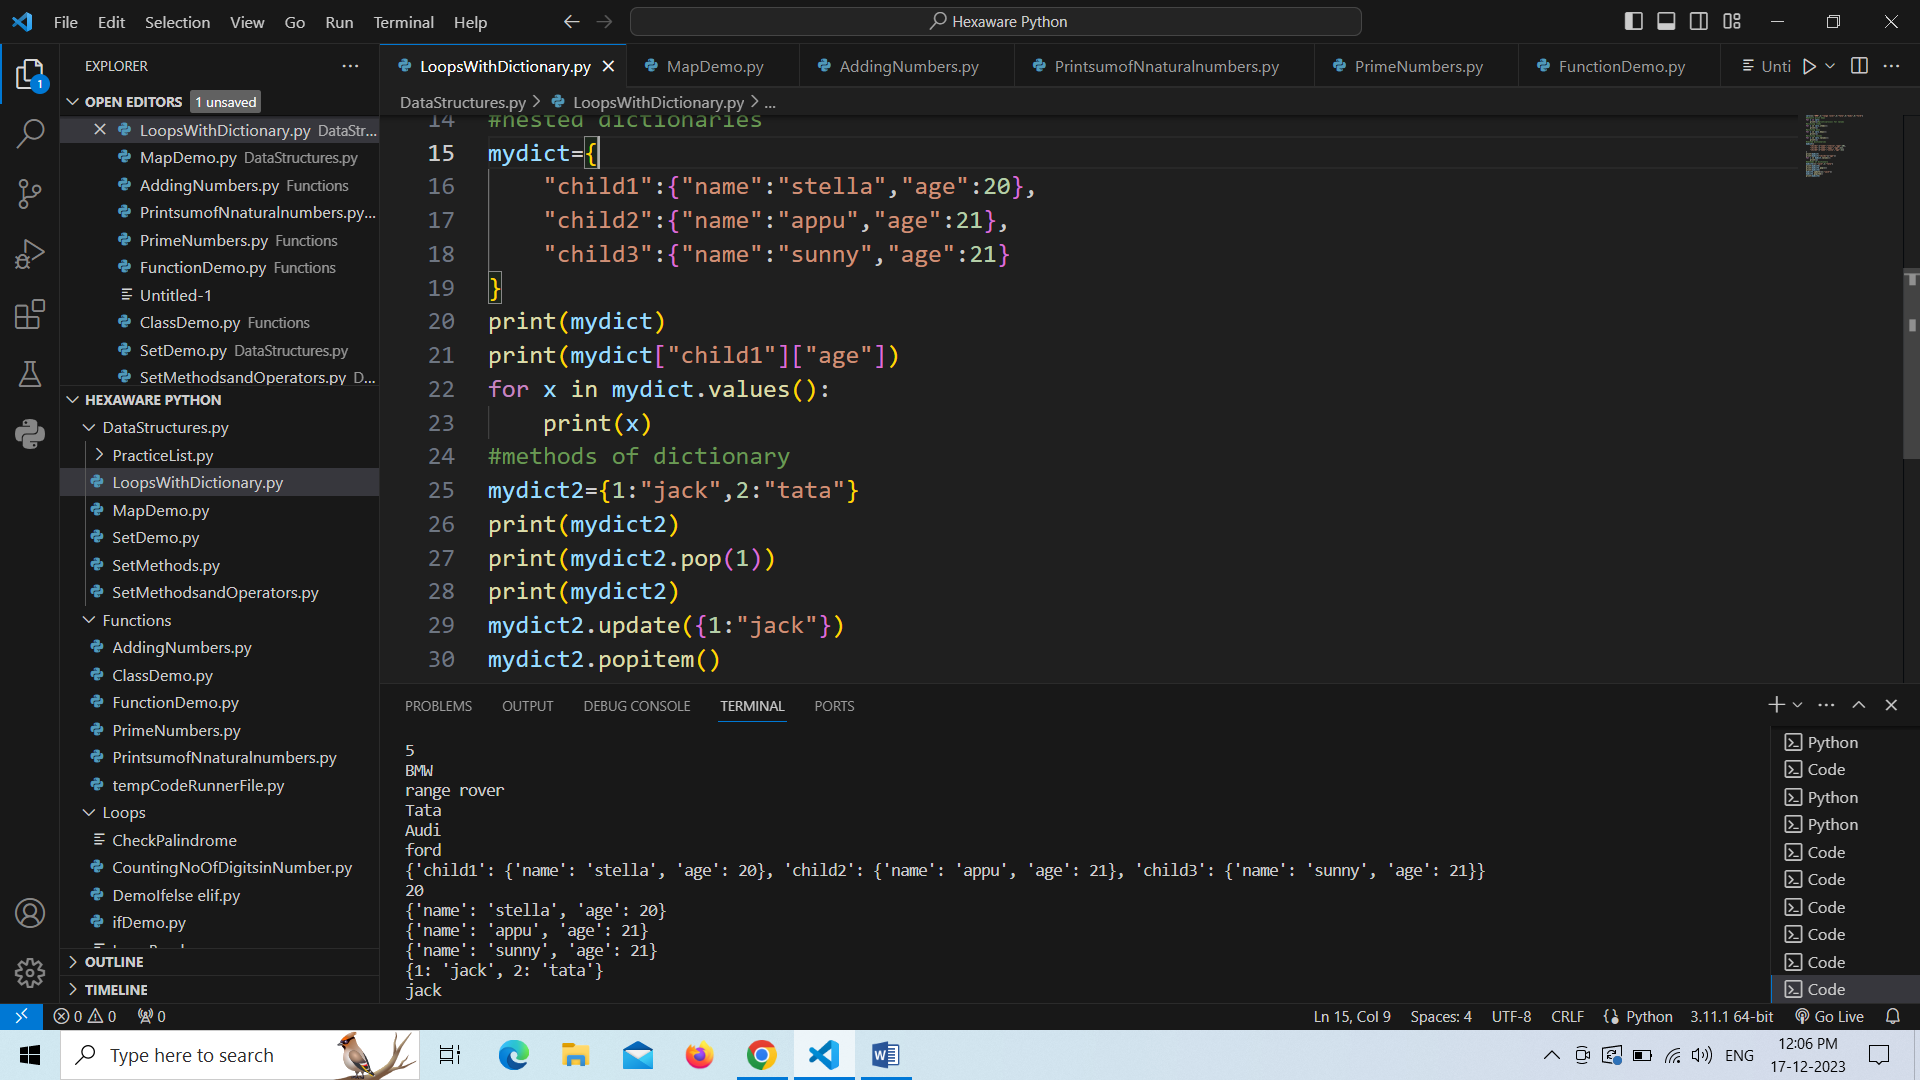 File Edit Selection View Go Run Terminal Help
Hexaware Python
EXPLORER
OPEN EDITORS 1 unsaved
LoopsWithDictionary.py DataStr...
MapDemo.py DataStructures.py
AddingNumbers.py Functions
PrintsumofNnaturalnumbers.py...
PrimeNumbers.py Functions
FunctionDemo.py Functions
Untitled-1
ClassDemo.py Functions
SetDemo.py DataStructures.py
SetMethodsandOperators.py D...
HEXAWARE PYTHON
DataStructures.py
PracticeList.py
LoopsWithDictionary.py
MapDemo.py
SetDemo.py
SetMethods.py
SetMethodsandOperators.py
Functions
AddingNumbers.py
ClassDemo.py
FunctionDemo.py
PrimeNumbers.py
PrintsumofNnaturalnumbers.py
tempCodeRunnerFile.py
Loops
CheckPalindrome
CountingNoOfDigitsinNumber.py
DemoIfelse elif.py
ifDemo.py
OUTLINE
TIMELINE
LoopsWithDictionary.py MapDemo.py AddingNumbers.py PrintsumofNnaturalnumbers.py PrimeNumbers.py FunctionDemo.py Unti
DataStructures.py > LoopsWithDictionary.py > ...
14 #nested dictionaries
15 mydict={
16 "child1":{"name":"stella","age":20},
17 "child2":{"name":"appu","age":21},
18 "child3":{"name":"sunny","age":21}
19 }
20 print(mydict)
21 print(mydict["child1"]["age"])
22 for x in mydict.values():
23 print(x)
24 #methods of dictionary
25 mydict2={1:"jack",2:"tata"}
26 print(mydict2)
27 print(mydict2.pop(1))
28 print(mydict2)
29 mydict2.update({1:"jack"})
30 mydict2.popitem()
PROBLEMS OUTPUT DEBUG CONSOLE TERMINAL PORTS
5
BMW
range rover
Tata
Audi
ford
{'child1': {'name': 'stella', 'age': 20}, 'child2': {'name': 'appu', 'age': 21}, 'child3': {'name': 'sunny', 'age': 21}}
20
{'name': 'stella', 'age': 20}
{'name': 'appu', 'age': 21}
{'name': 'sunny', 'age': 21}
{1: 'jack', 2: 'tata'}
jack
Python
Code
Python
Python
Code
Code
Code
Code
Code
Code
0 0 0
Ln 15, Col 9 Spaces: 4 UTF-8 CRLF Python 3.11.1 64-bit Go Live
Type here to search
ENG
12:06 PM
17-12-2023